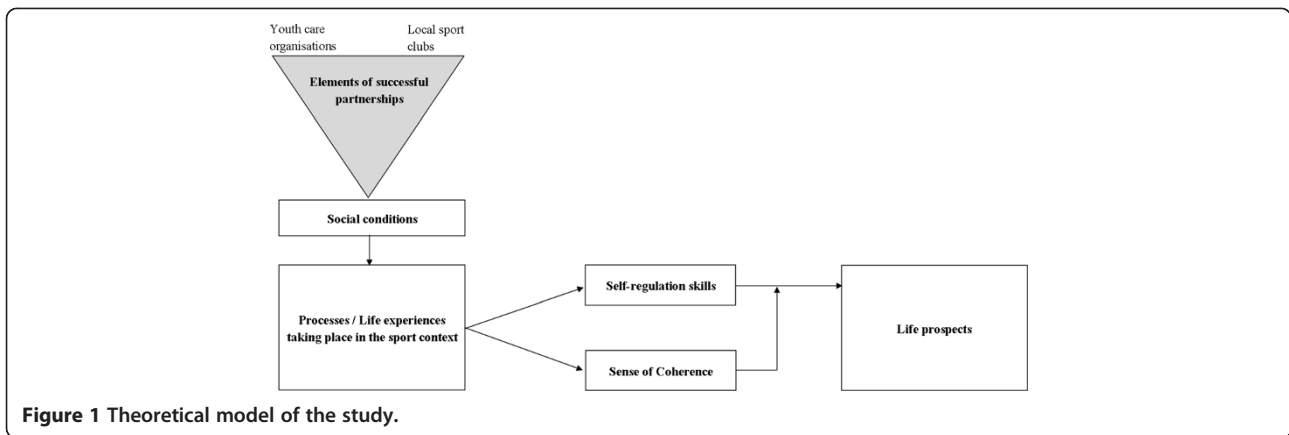 Youth care
organisations
Local sport
clubs
Elements of successful
partnerships
Social conditions
Processes / Life experiences
taking place in the sport context
Self-regulation skills
Sense of Coherence
Life prospects
Figure 1 Theoretical model of the study.